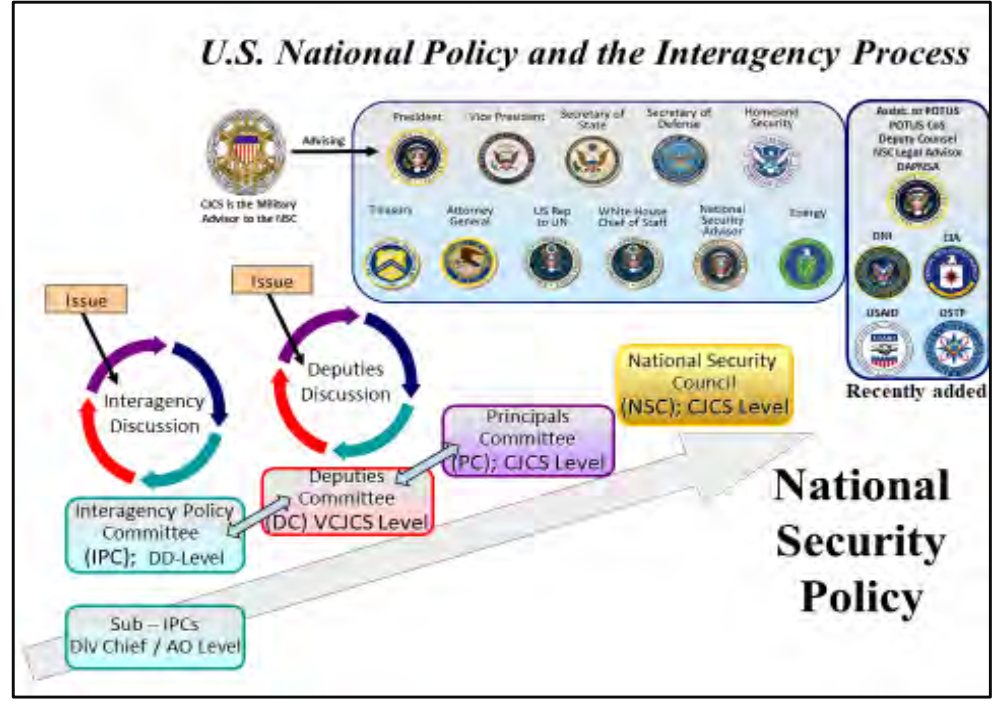 U.S. National Policy and the Interagency Process
CJCS is the Military
Advisor to the NSC
Advising
President
Vice President
Secretary of
State
Secretary of
Defense
Homeland
Security
Treasury
Attorney
General
US Rep
to UN
White House
Chief of Staff
National
Security
Advisor
Energy
Assist. to POTUS
POTUS CoS
Deputy Counsel
NSC Legal Advisor
DAPNSA
DNI
CIA
USAID
OSTP
Recently added
Issue
Interagency
Discussion
Issue
Deputies
Discussion
Interagency Policy
Committee
(IPC); DD-Level
Deputies
Committee
(DC) VCJCS Level
Principals
Committee
(PC); CJCS Level
National Security
Council
(NSC); CJCS Level
Sub – IPCs
Div Chief / AO Level
National
Security
Policy